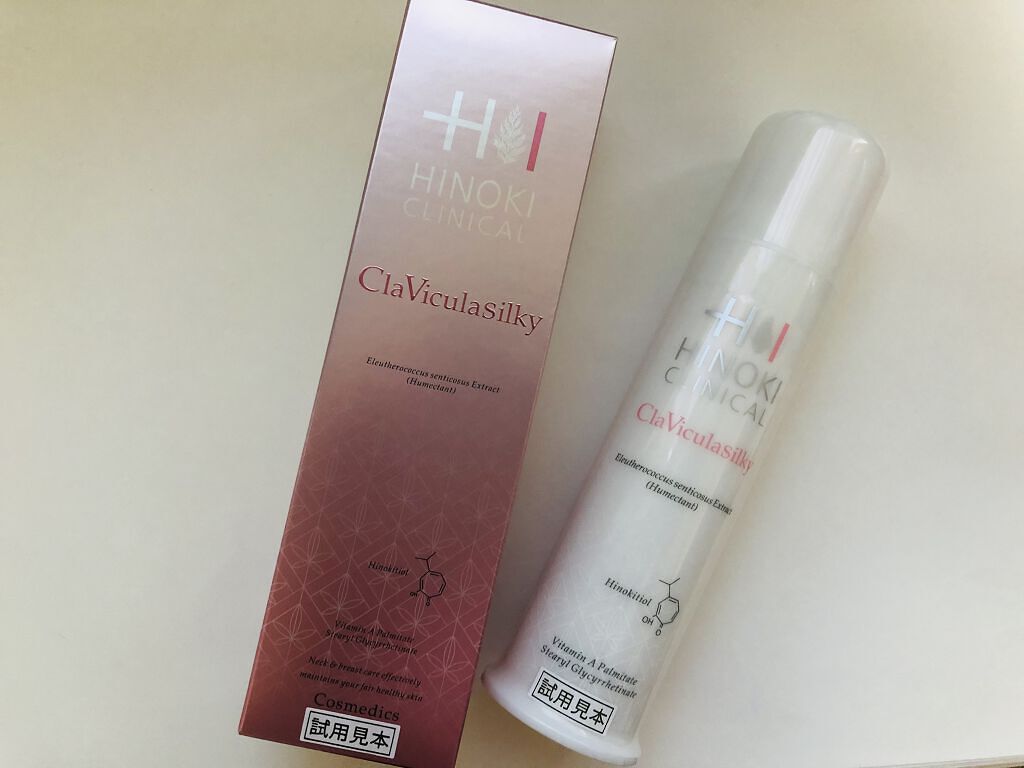 HI
HINOKI
CLINICAL
ClaViculasilky
Eleutherococcus senticosus Extract
(Humectant)
Hinokitiol
OH
O
Vitamin A Palmitate
Stearyl Glycyrrhetinate
Neck & breast care effectively
maintains your fair healthy skin
Cosmedics
試用見本
HI
HINOKI
CLINICAL
ClaViculasilky
Eleutherococcus senticosus Extract
(Humectant)
Hinokitiol
OH
O
Vitamin A Palmitate
Stearyl Glycyrrhetinate
試用見本